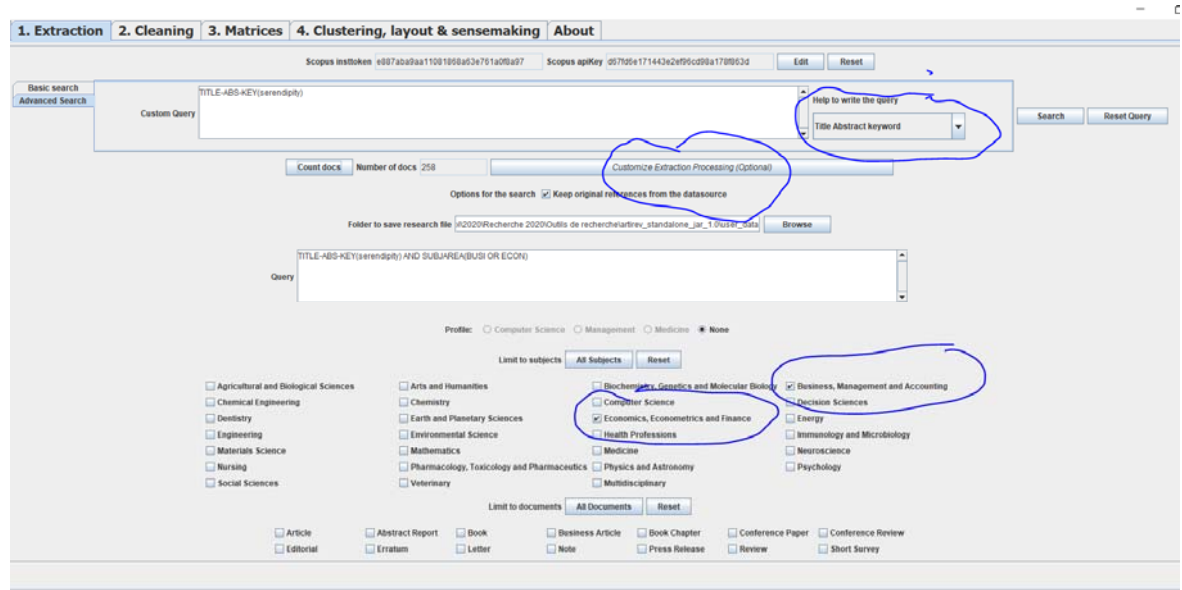 1. Extraction 2. Cleaning 3. Matrices 4. Clustering, layout & sensemaking About
Scopus insttoken Scopus apiKey Edit Reset
Basic search
Advanced Search
Custom Query TITLE-ABS-KEY(serendipity)
Help to write the query
Title Abstract keyword
Search Reset Query
Count docs Number of docs 258 Customize Extraction Processing (Optional)
Options for the search Keep original references from the datasource
Folder to save research file \2020\Recherche 2020\Outils de recherche\artirev_standalone_jar_1.0\user_data Browse
Query TITLE-ABS-KEY(serendipity) AND SUBJAREA(BUSI OR ECON)
Profile: Computer Science Management Medicine None
Limit to subjects All Subjects Reset
Agricultural and Biological Sciences Arts and Humanities Biochemistry, Genetics and Molecular Biology Business, Management and Accounting
Chemical Engineering Chemistry Computer Science Decision Sciences
Dentistry Earth and Planetary Sciences Economics, Econometrics and Finance Energy
Engineering Environmental Science Health Professions Immunology and Microbiology
Materials Science Mathematics Medicine Neuroscience
Nursing Pharmacology, Toxicology and Pharmaceutics Physics and Astronomy Psychology
Social Sciences Veterinary Multidisciplinary
Limit to documents All Documents Reset
Article Abstract Report Book Business Article Book Chapter Conference Paper Conference Review
Editorial Erratum Letter Note Press Release Review Short Survey